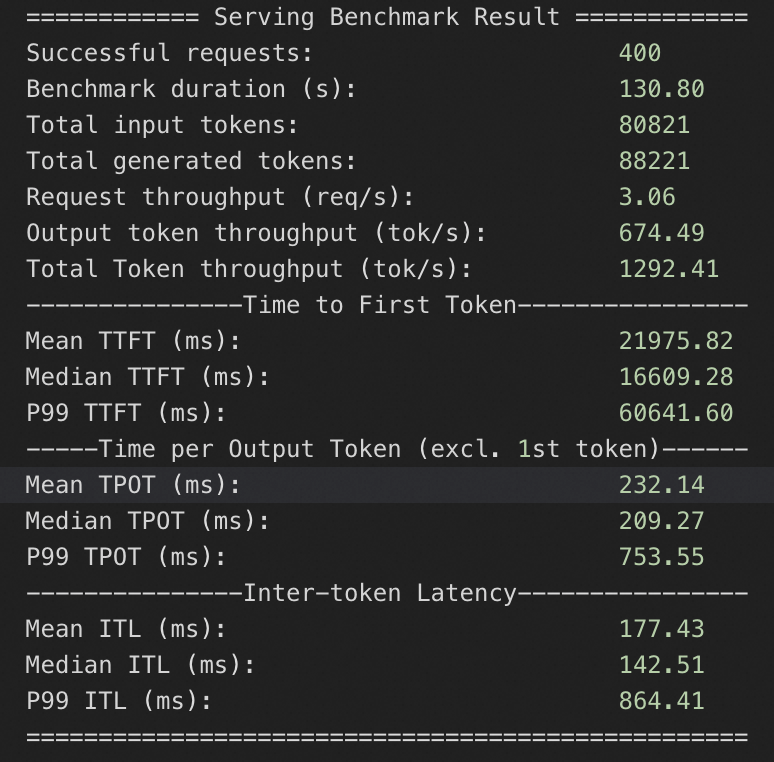 ============ Serving Benchmark Result ============
Successful requests:                     400
Benchmark duration (s):                  130.80
Total input tokens:                      80821
Total generated tokens:                  88221
Request throughput (req/s):              3.06
Output token throughput (tok/s):         674.49
Total Token throughput (tok/s):          1292.41
---------------Time to First Token----------------
Mean TTFT (ms):                          21975.82
Median TTFT (ms):                        16609.28
P99 TTFT (ms):                           60641.60
-----Time per Output Token (excl. 1st token)------
Mean TPOT (ms):                          232.14
Median TPOT (ms):                        209.27
P99 TPOT (ms):                           753.55
---------------Inter-token Latency----------------
Mean ITL (ms):                           177.43
Median ITL (ms):                         142.51
P99 ITL (ms):                            864.41
==================================================